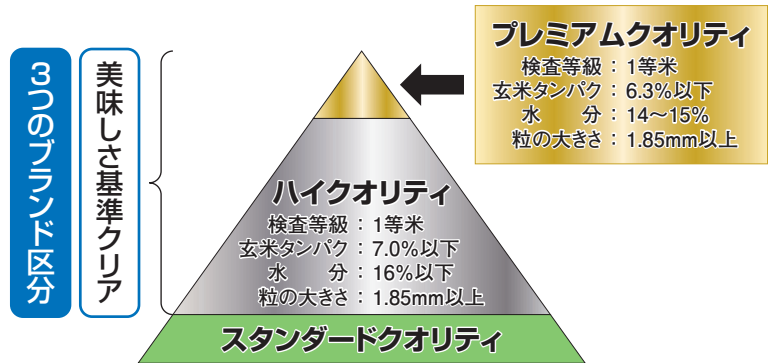 3つのブランド区分
美味しさ基準クリア
プレミアムクオリティ
検査等級：1等米
玄米タンパク：6.3%以下
水　　分：14〜15%
粒の大きさ：1.85mm以上
ハイクオリティ
検査等級：1等米
玄米タンパク：7.0%以下
水　　分：16%以下
粒の大きさ：1.85mm以上
スタンダードクオリティ